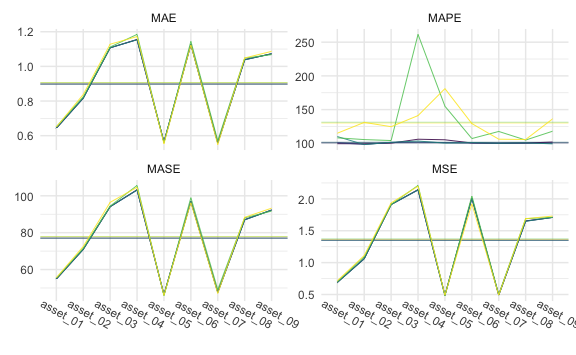 MAE
MAPE
1.2
1.0
0.8
0.6
250
200
150
100
MASE
MSE
100
80
60
2.0
1.5
1.0
0.5
asset_01
asset_02
asset_03
asset_04
asset_05
asset_06
asset_07
asset_08
asset_09
asset_01
asset_02
asset_03
asset_04
asset_05
asset_06
asset_07
asset_08